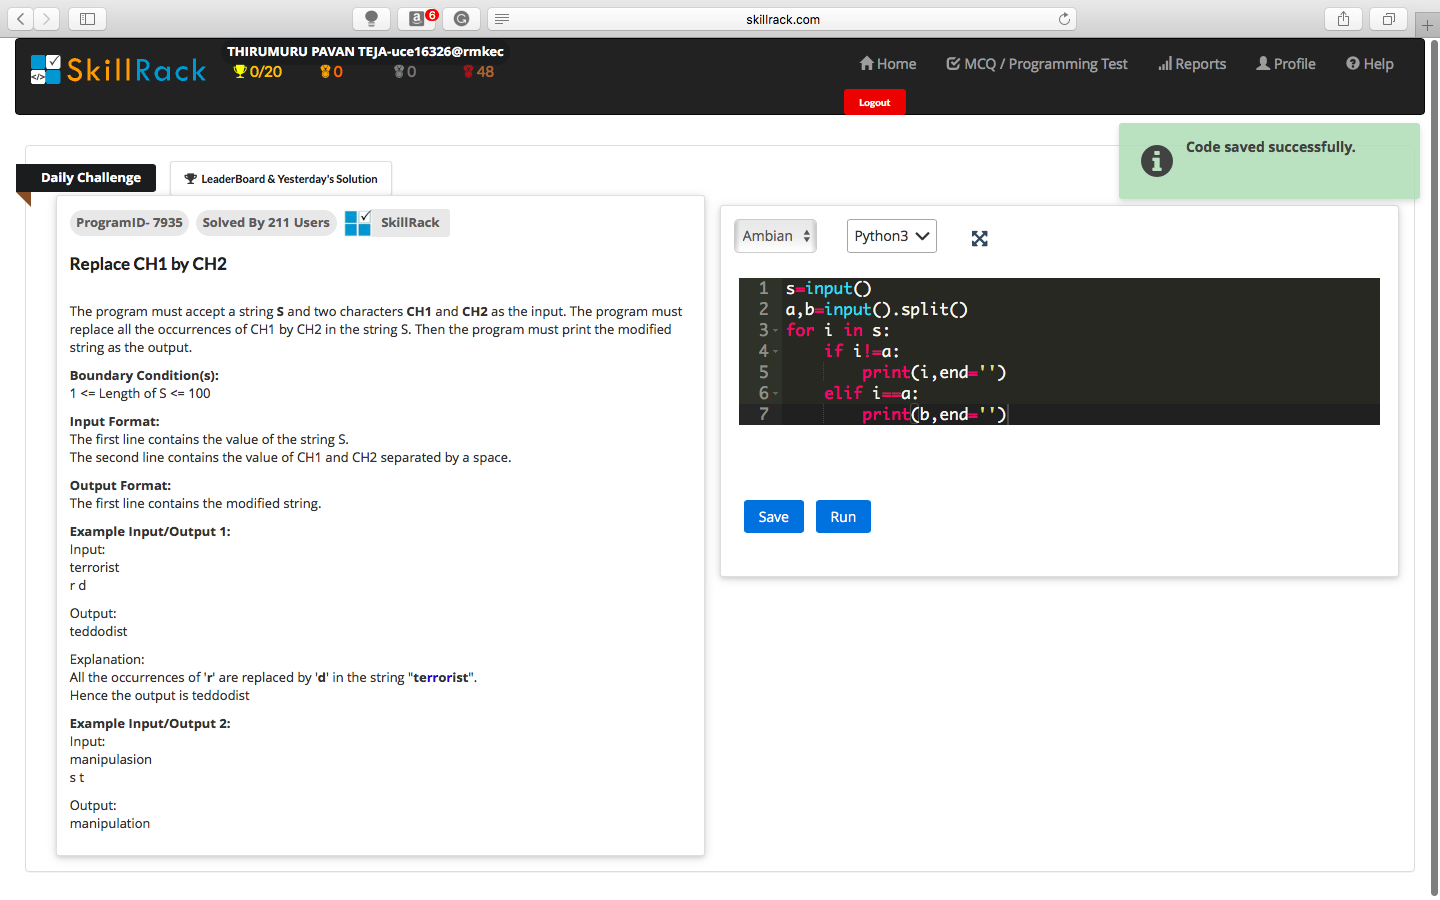 skillrack.com
6
SkillRack
THIRUMURU PAVAN TEJA-uce16326@rmkec
0/20 0 0 48
Home MCQ / Programming Test Reports Profile Help
Logout
Code saved successfully.
Daily Challenge
LeaderBoard & Yesterday's Solution
ProgramID- 7935 Solved By 211 Users SkillRack
Replace CH1 by CH2
The program must accept a string S and two characters CH1 and CH2 as the input. The program must
replace all the occurrences of CH1 by CH2 in the string S. Then the program must print the modified
string as the output.
Boundary Condition(s):
1 <= Length of S <= 100
Input Format:
The first line contains the value of the string S.
The second line contains the value of CH1 and CH2 separated by a space.
Output Format:
The first line contains the modified string.
Example Input/Output 1:
Input:
terrorist
r d
Output:
teddodist
Explanation:
All the occurrences of 'r' are replaced by 'd' in the string "terrorist".
Hence the output is teddodist
Example Input/Output 2:
Input:
manipulasion
s t
Output:
manipulation
Ambian Python3
1 s=input()
2 a,b=input().split()
3 for i in s:
4 if i!=a:
5 print(i,end='')
6 elif i==a:
7 print(b,end='')
Save Run